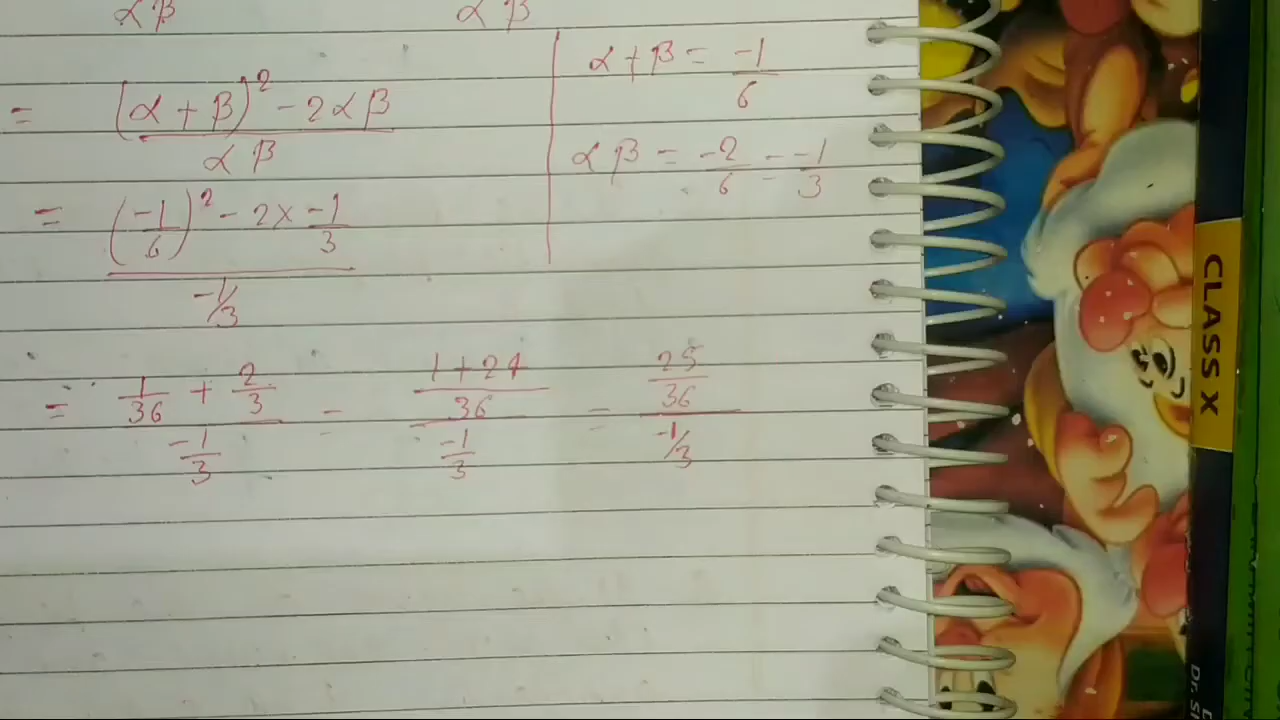 αβ αβ
= (α+β)² - 2αβ / αβ
α+β = -1/6
αβ = -2/6 = -1/3
= (-1/6)² - 2× -1/3 / -1/3
= 1/36 + 2/3 / -1/3 = 1+24/36 / -1/3 = 25/36 / -1/3
CLASS X